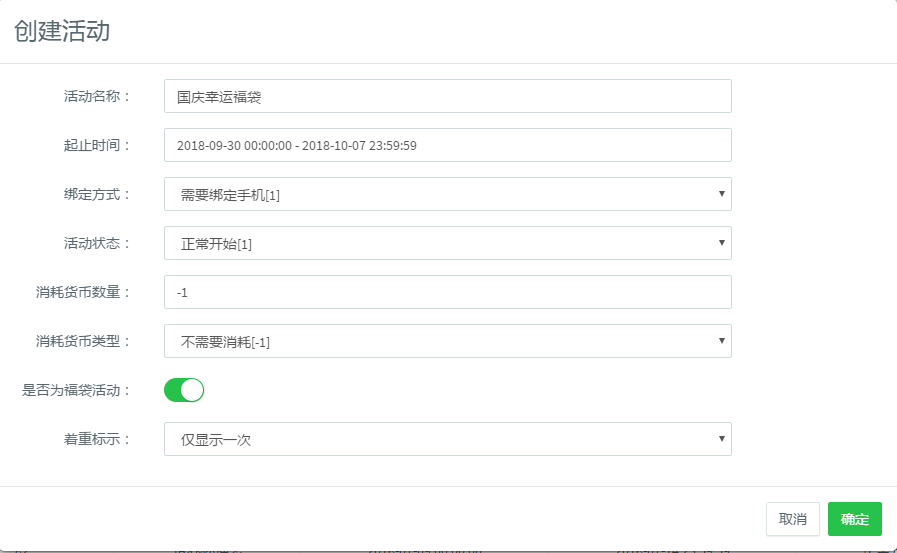 创建活动
活动名称： 国庆幸运福袋
起止时间： 2018-09-30 00:00:00 - 2018-10-07 23:59:59
绑定方式： 需要绑定手机[1]
活动状态： 正常开始[1]
消耗货币数量： -1
消耗货币类型： 不需要消耗[-1]
是否为福袋活动：
着重标示： 仅显示一次
取消 确定